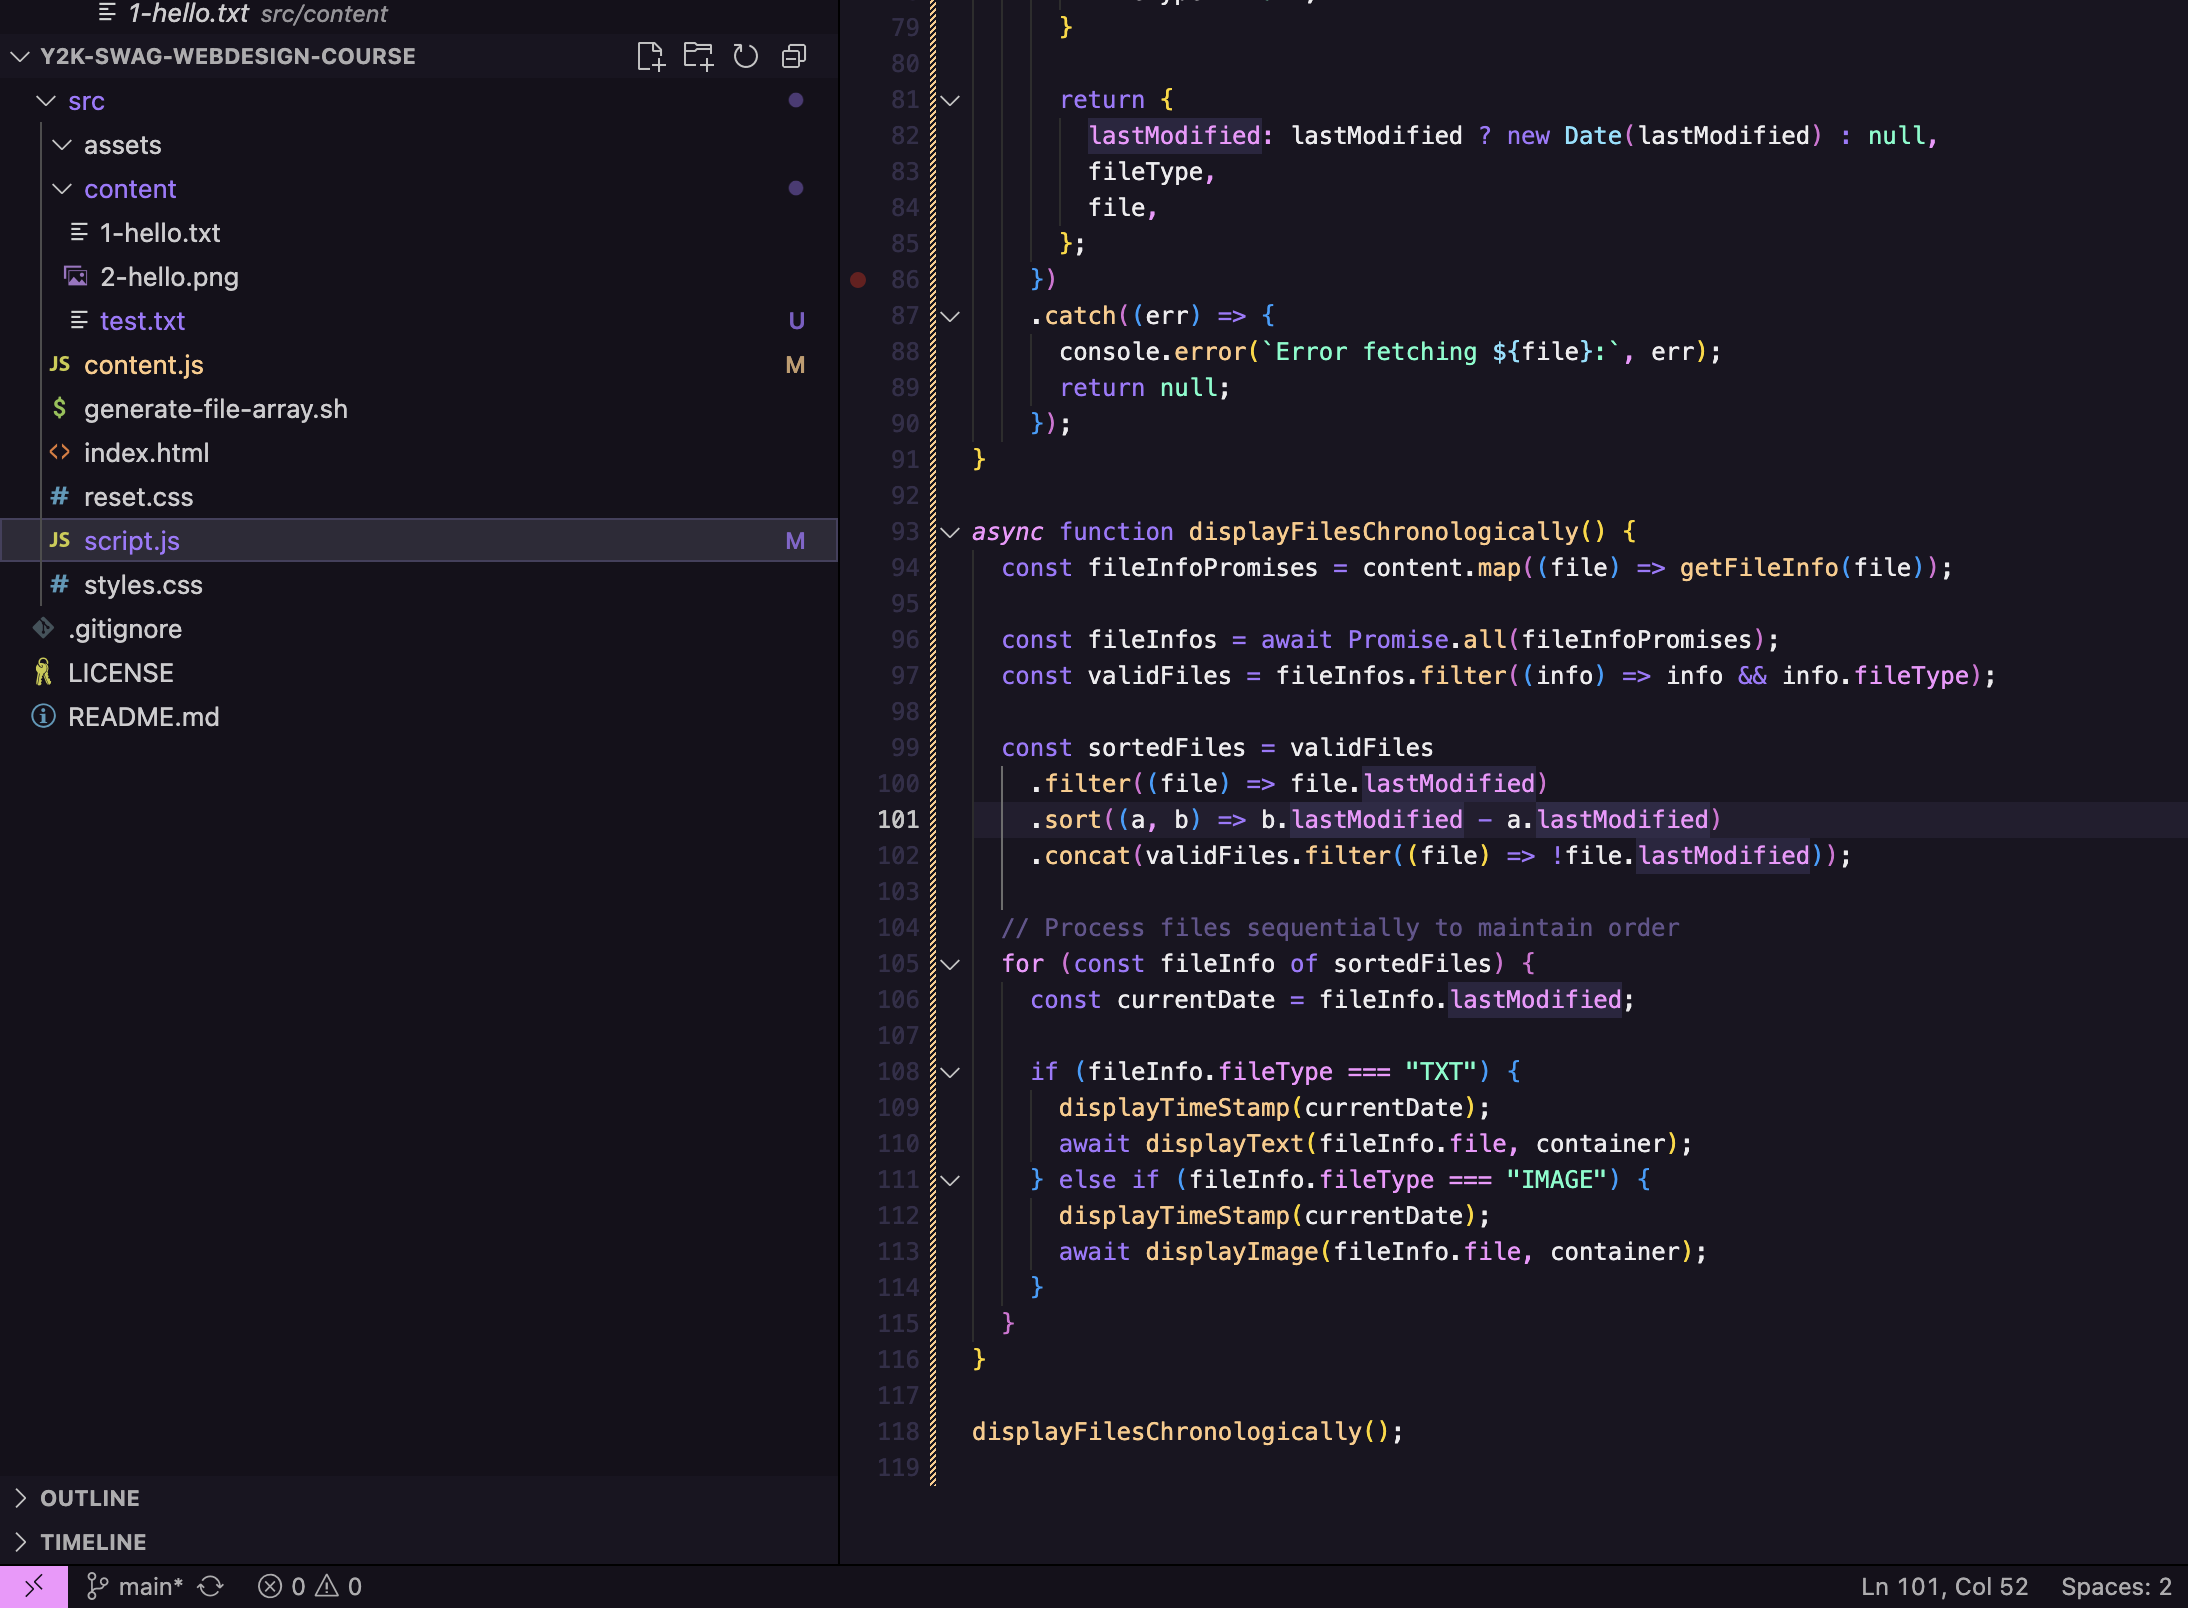 1-hello.txt src/content
Y2K-SWAG-WEBDESIGN-COURSE
src
assets
content
1-hello.txt
2-hello.png
test.txt U
JS content.js M
$ generate-file-array.sh
<> index.html
# reset.css
JS script.js M
# styles.css
.gitignore
LICENSE
README.md
OUTLINE
TIMELINE
79 }
80
81 return {
82 lastModified: lastModified ? new Date(lastModified) : null,
83 fileType,
84 file,
85 };
86 })
87 .catch((err) => {
88 console.error(`Error fetching ${file}:`, err);
89 return null;
90 });
91 }
92
93 async function displayFilesChronologically() {
94 const fileInfoPromises = content.map((file) => getFileInfo(file));
95
96 const fileInfos = await Promise.all(fileInfoPromises);
97 const validFiles = fileInfos.filter((info) => info && info.fileType);
98
99 const sortedFiles = validFiles
100 .filter((file) => file.lastModified)
101 .sort((a, b) => b.lastModified - a.lastModified)
102 .concat(validFiles.filter((file) => !file.lastModified));
103
104 // Process files sequentially to maintain order
105 for (const fileInfo of sortedFiles) {
106 const currentDate = fileInfo.lastModified;
107
108 if (fileInfo.fileType === "TXT") {
109 displayTimeStamp(currentDate);
110 await displayText(fileInfo.file, container);
111 } else if (fileInfo.fileType === "IMAGE") {
112 displayTimeStamp(currentDate);
113 await displayImage(fileInfo.file, container);
114 }
115 }
116 }
117
118 displayFilesChronologically();
119
main* 0 0 Ln 101, Col 52 Spaces: 2